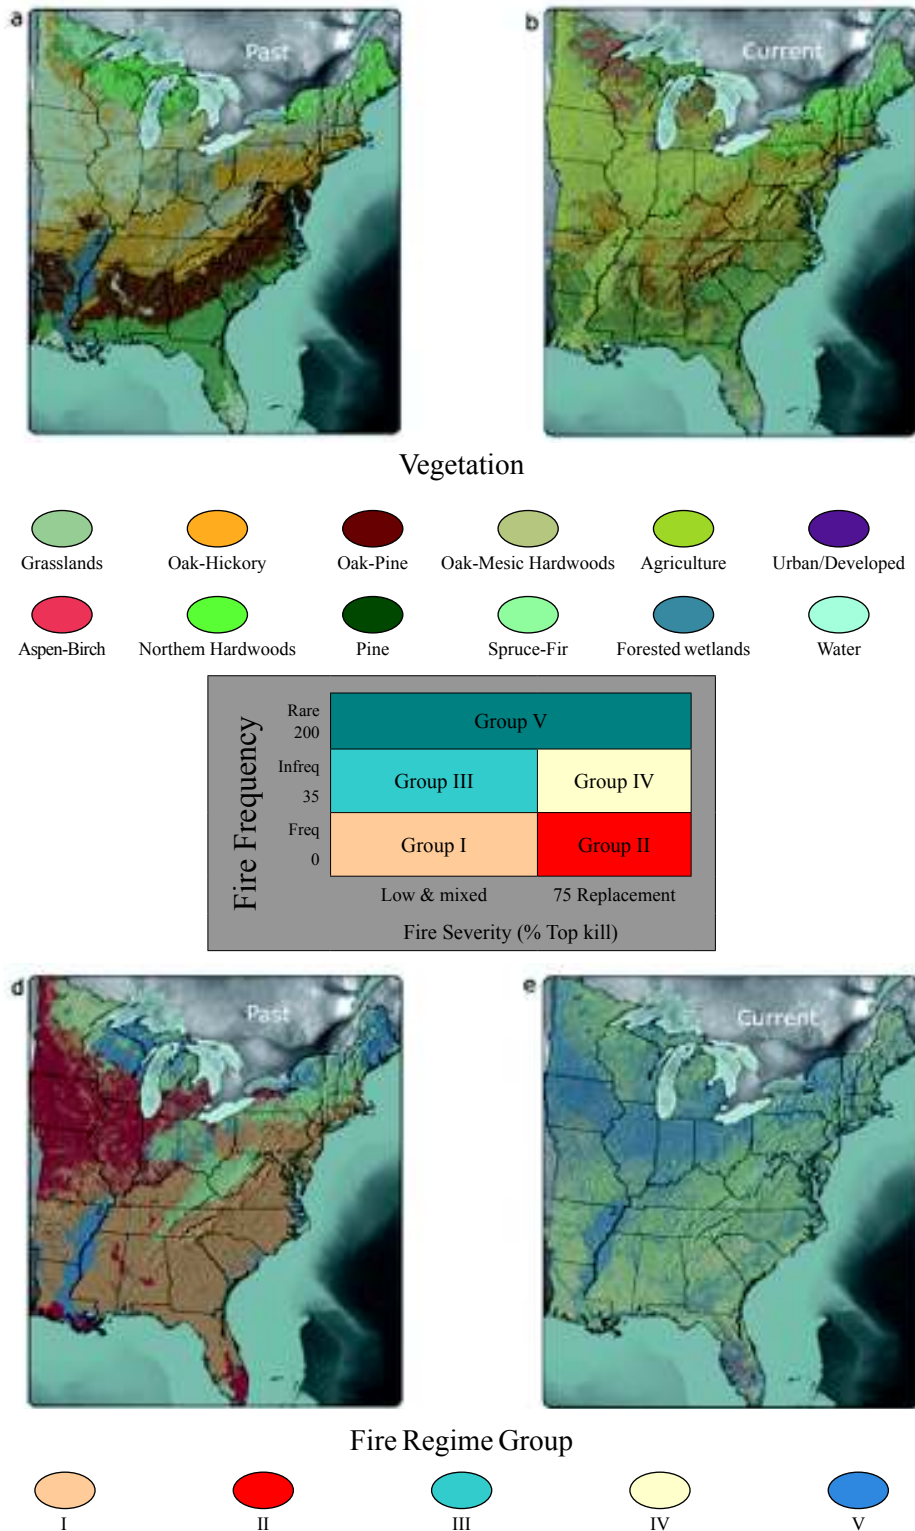 a
Past
b
Current
Vegetation
Grasslands
Oak-Hickory
Oak-Pine
Oak-Mesic Hardwoods
Agriculture
Urban/Developed
Aspen-Birch
Northern Hardwoods
Pine
Spruce-Fir
Forested wetlands
Water
Fire Frequency
Rare
200
Group V
Infreq
35
Group III
Group IV
Freq
0
Group I
Group II
Low & mixed
75 Replacement
Fire Severity (% Top kill)
d
Past
e
Current
Fire Regime Group
I
II
III
IV
V